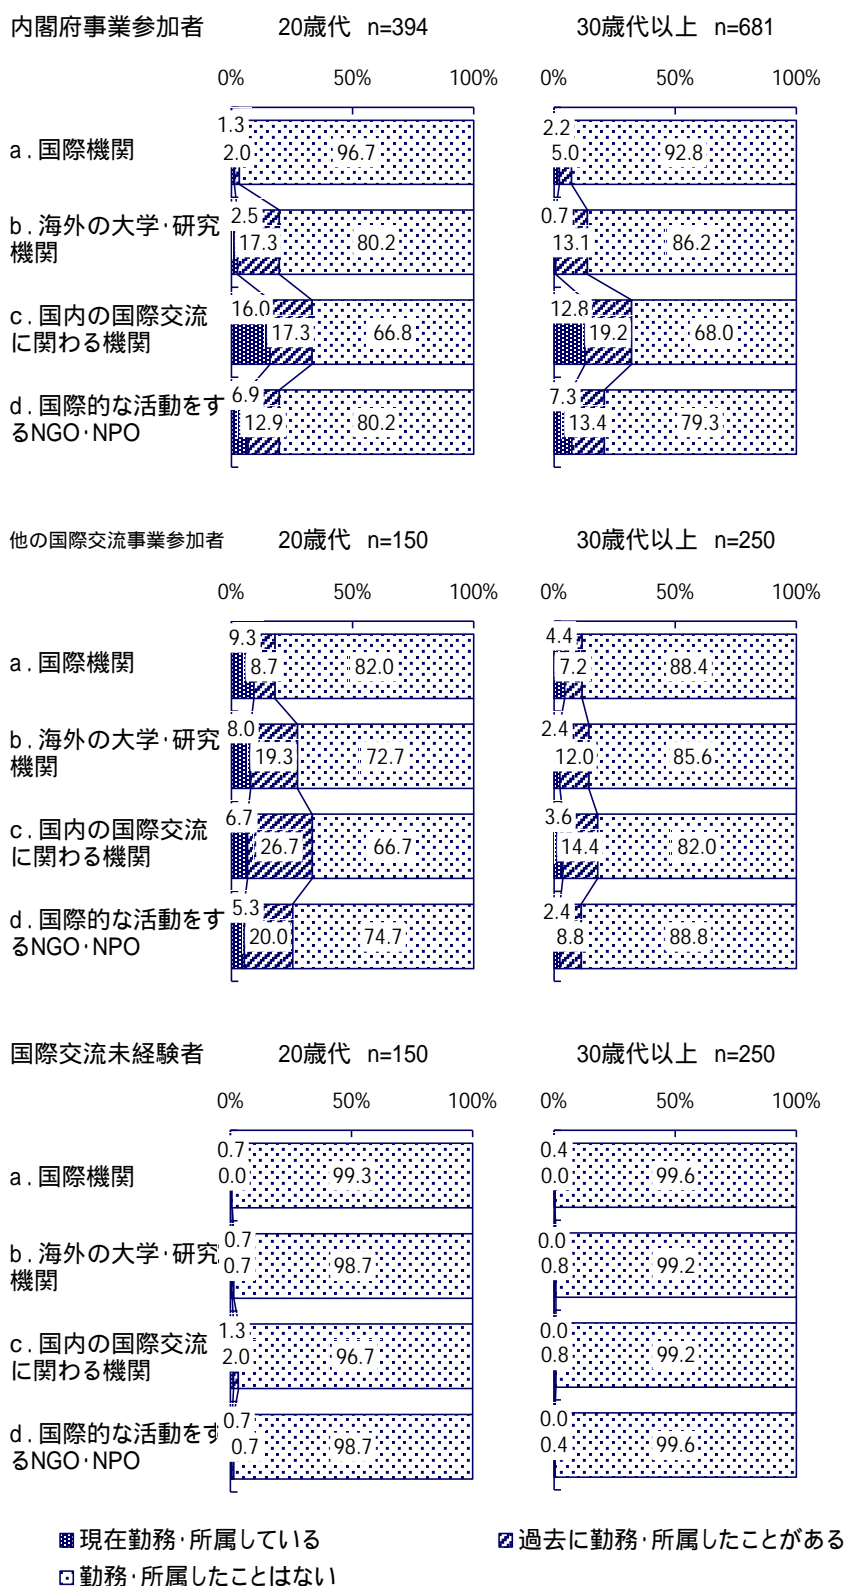 内閣府事業参加者 20歳代 n=394 30歳代以上 n=681
0% 50% 100% 0% 50% 100%
a．国際機関 1.3 2.0 96.7 2.2 5.0 92.8
b．海外の大学・研究 2.5 17.3 80.2 0.7 13.1 86.2
機関
c．国内の国際交流 16.0 17.3 66.8 12.8 19.2 68.0
に関わる機関
d．国際的な活動をす 6.9 12.9 80.2 7.3 13.4 79.3
るNGO・NPO
他の国際交流事業参加者 20歳代 n=150 30歳代以上 n=250
0% 50% 100% 0% 50% 100%
a．国際機関 9.3 8.7 82.0 4.4 7.2 88.4
b．海外の大学・研究 8.0 19.3 72.7 2.4 12.0 85.6
機関
c．国内の国際交流 6.7 26.7 66.7 3.6 14.4 82.0
に関わる機関
d．国際的な活動をす 5.3 20.0 74.7 2.4 8.8 88.8
るNGO・NPO
国際交流未経験者 20歳代 n=150 30歳代以上 n=250
0% 50% 100% 0% 50% 100%
a．国際機関 0.7 0.0 99.3 0.4 0.0 99.6
b．海外の大学・研究 0.7 0.7 98.7 0.0 0.8 99.2
機関
c．国内の国際交流 1.3 2.0 96.7 0.0 0.8 99.2
に関わる機関
d．国際的な活動をす 0.7 0.7 98.7 0.0 0.4 99.6
るNGO・NPO
現在勤務・所属している 過去に勤務・所属したことがある
勤務・所属したことはない